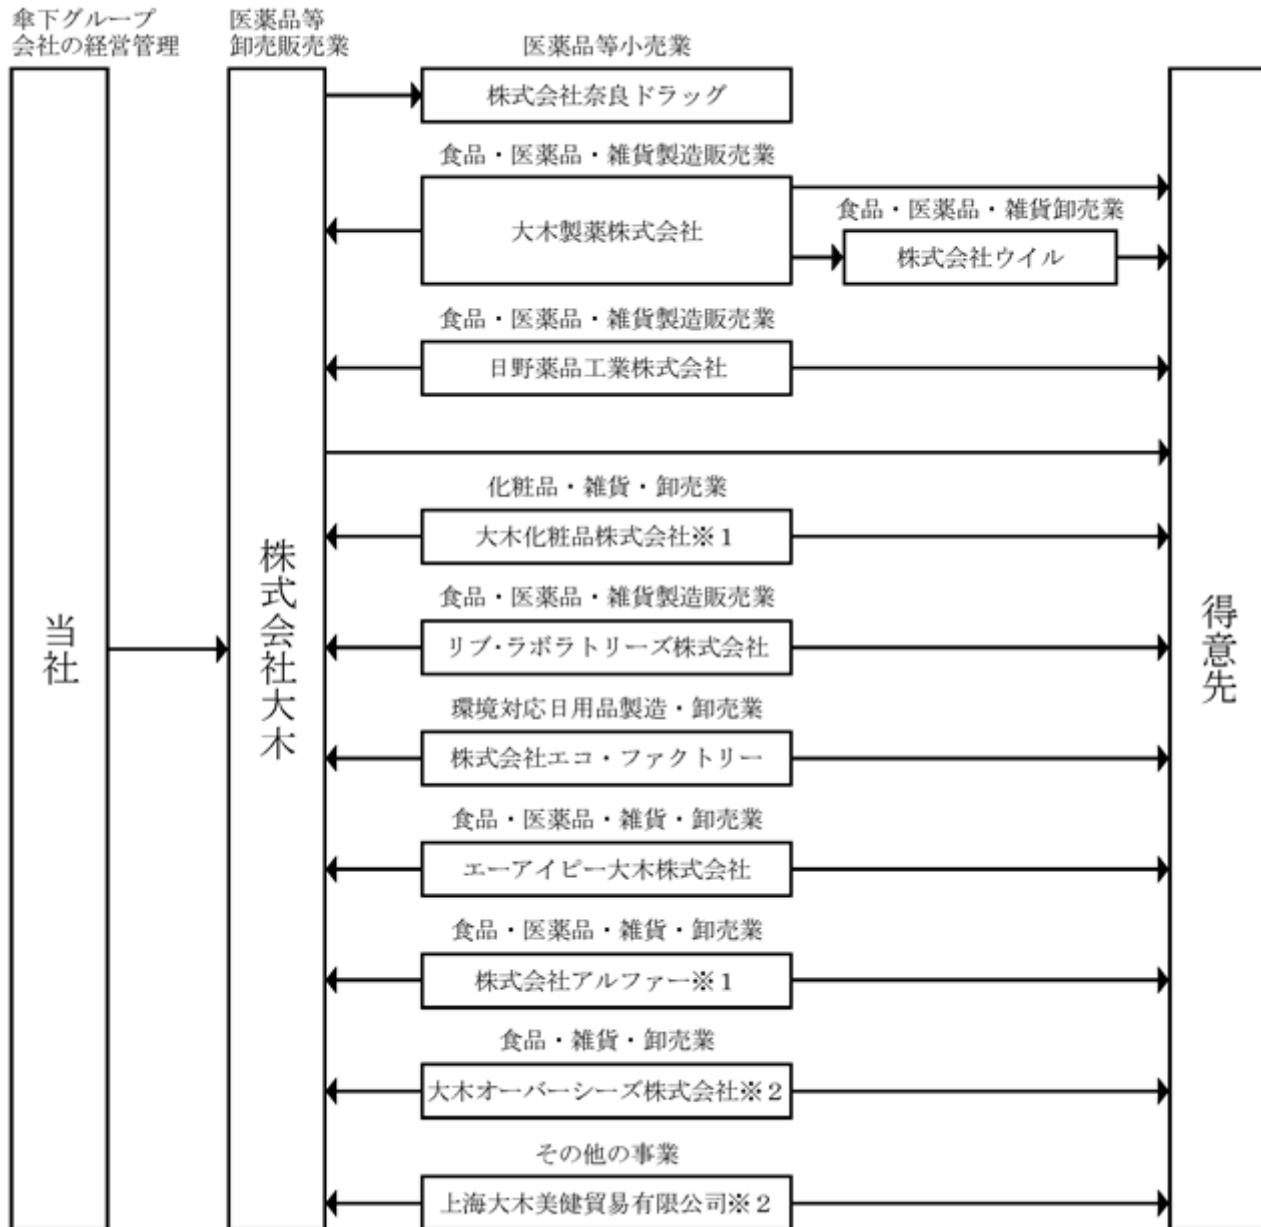 傘下グループ
会社の経営管理
医薬品等
卸売販売業
当社
株式会社大木
医薬品等小売業
株式会社奈良ドラッグ
食品・医薬品・雑貨製造販売業
大木製薬株式会社
食品・医薬品・雑貨卸売業
株式会社ウイル
食品・医薬品・雑貨製造販売業
日野薬品工業株式会社
化粧品・雑貨・卸売業
大木化粧品株式会社※1
食品・医薬品・雑貨製造販売業
リブ・ラボラトリーズ株式会社
環境対応日用品製造・卸売業
株式会社エコ・ファクトリー
食品・医薬品・雑貨・卸売業
エーアイピー大木株式会社
食品・医薬品・雑貨・卸売業
株式会社アルファー※1
食品・雑貨・卸売業
大木オーバーシーズ株式会社※2
その他の事業
上海大木美健貿易有限公司※2
得意先